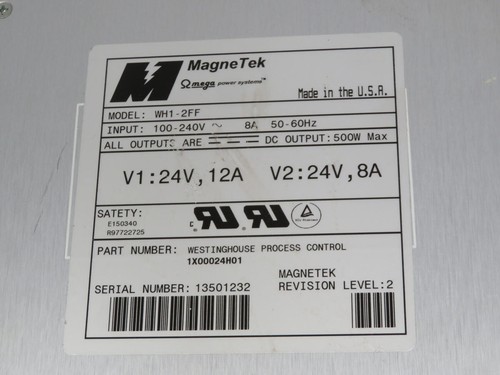 MagneTek
Omega power systems™
Made in the U.S.A.
MODEL: WH1-2FF
INPUT: 100-240V ~ 8A 50-60Hz
ALL OUTPUTS ARE DC OUTPUT: 500W Max
V1:24V,12A V2:24V,8A
SAFETY:
E150340
R97722725
PART NUMBER: WESTINGHOUSE PROCESS CONTROL
1X00024H01
SERIAL NUMBER: 13501232
MAGNETEK
REVISION LEVEL:2